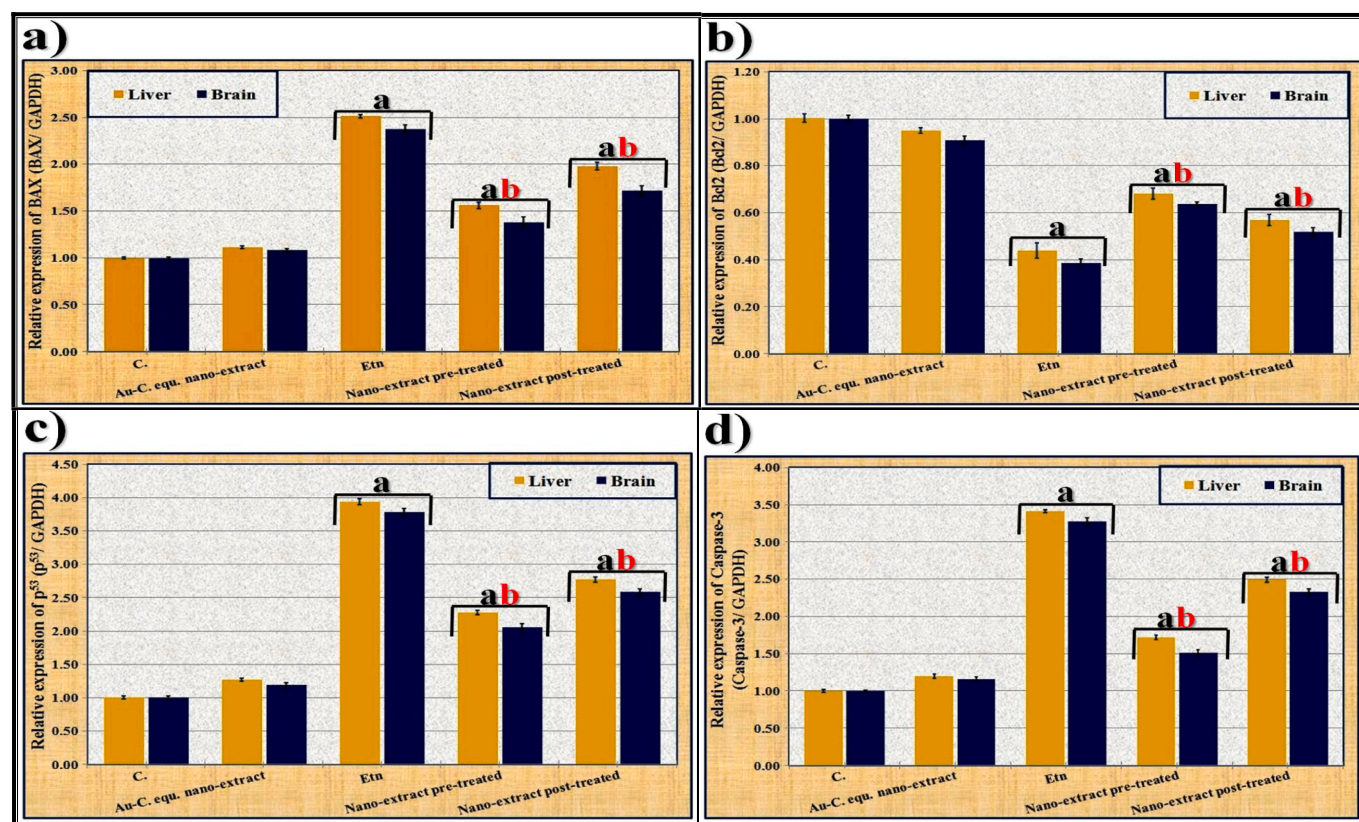 a)
Relative expression of BAX (BAX/ GAPDH)
3.00
2.50
2.00
1.50
1.00
0.50
0.00
Liver Brain
a
ab
ab
C.
Au-C. equ. nano-extract
Etn
Nano-extract pre-treated
Nano-extract post-treated
b)
Relative expression of Bcl2 (Bcl2/ GAPDH)
1.20
1.00
0.80
0.60
0.40
0.20
0.00
Liver Brain
a
ab
ab
C.
Au-C. equ. nano-extract
Etn
Nano-extract pre-treated
Nano-extract post-treated
c)
Relative expression of p⁵³ (p⁵³/ GAPDH)
4.50
4.00
3.50
3.00
2.50
2.00
1.50
1.00
0.50
0.00
Liver Brain
a
ab
ab
C.
Au-C. equ. nano-extract
Etn
Nano-extract pre-treated
Nano-extract post-treated
d)
Relative expression of Caspase-3
(Caspase-3/ GAPDH)
4.00
3.50
3.00
2.50
2.00
1.50
1.00
0.50
0.00
Liver Brain
a
ab
ab
C.
Au-C. equ. nano-extract
Etn
Nano-extract pre-treated
Nano-extract post-treated